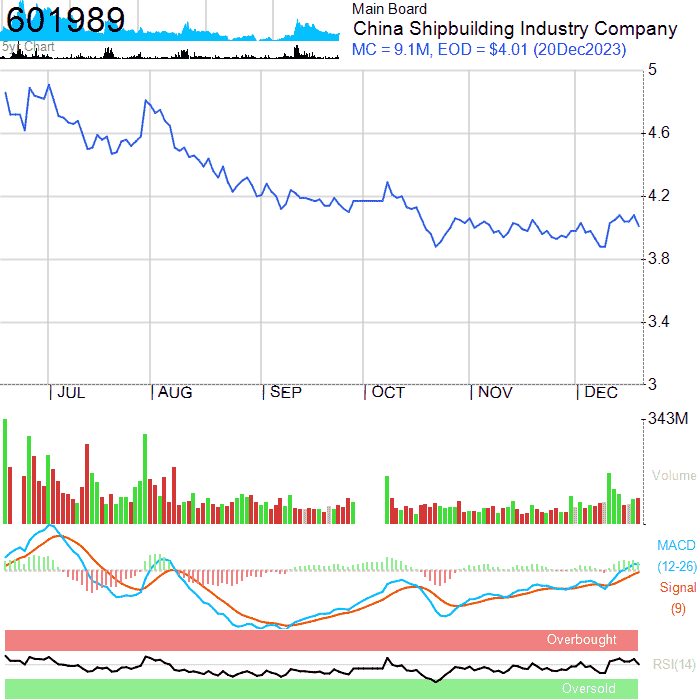 601989
5yr Chart
Main Board
China Shipbuilding Industry Company
MC = 9.1M, EOD = $4.01 (20Dec2023)
5
4.6
4.2
3.8
3.4
3
JUL
AUG
SEP
OCT
NOV
DEC
343M
Volume
MACD
(12-26)
Signal
(9)
Overbought
RSI(14)
Oversold